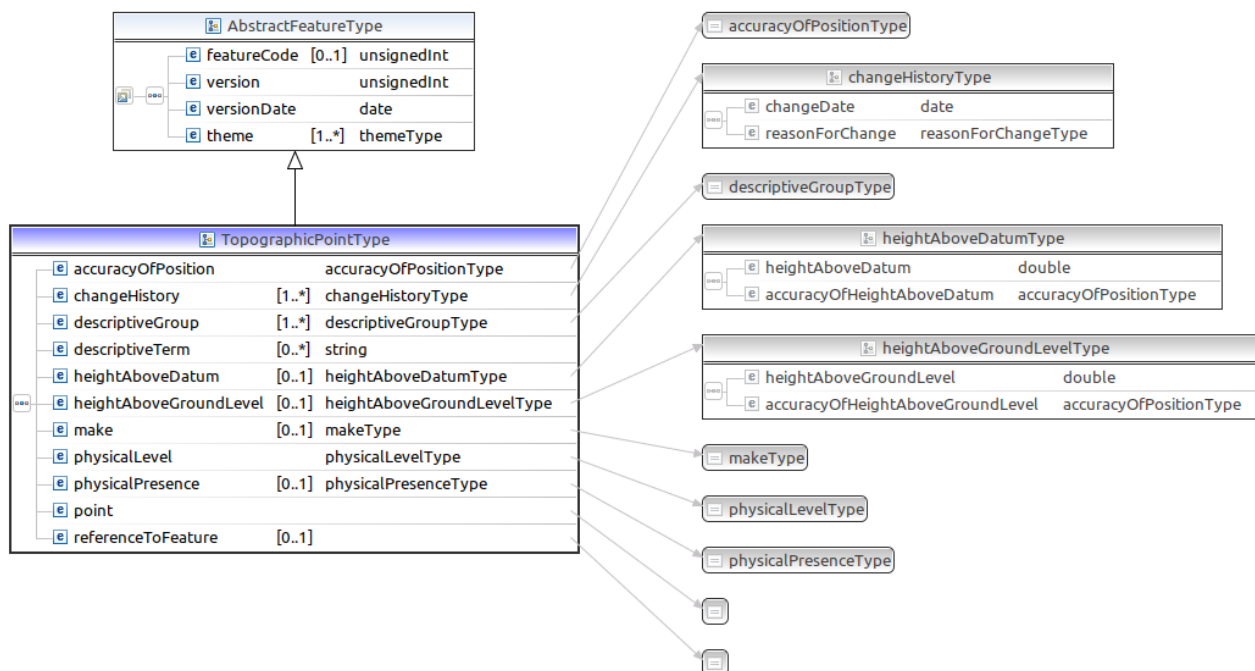 AbstractFeatureType
featureCode [0..1] unsignedInt
version unsignedInt
versionDate date
theme [1..*] themeType
TopographicPointType
accuracyOfPosition accuracyOfPositionType
changeHistory [1..*] changeHistoryType
descriptiveGroup [1..*] descriptiveGroupType
descriptiveTerm [0..*] string
heightAboveDatum [0..1] heightAboveDatumType
heightAboveGroundLevel [0..1] heightAboveGroundLevelType
make [0..1] makeType
physicalLevel physicalLevelType
physicalPresence [0..1] physicalPresenceType
point
referenceToFeature [0..1]
accuracyOfPositionType
changeHistoryType
changeDate date
reasonForChange reasonForChangeType
descriptiveGroupType
heightAboveDatumType
heightAboveDatum double
accuracyOfHeightAboveDatum accuracyOfPositionType
heightAboveGroundLevelType
heightAboveGroundLevel double
accuracyOfHeightAboveGroundLevel accuracyOfPositionType
makeType
physicalLevelType
physicalPresenceType